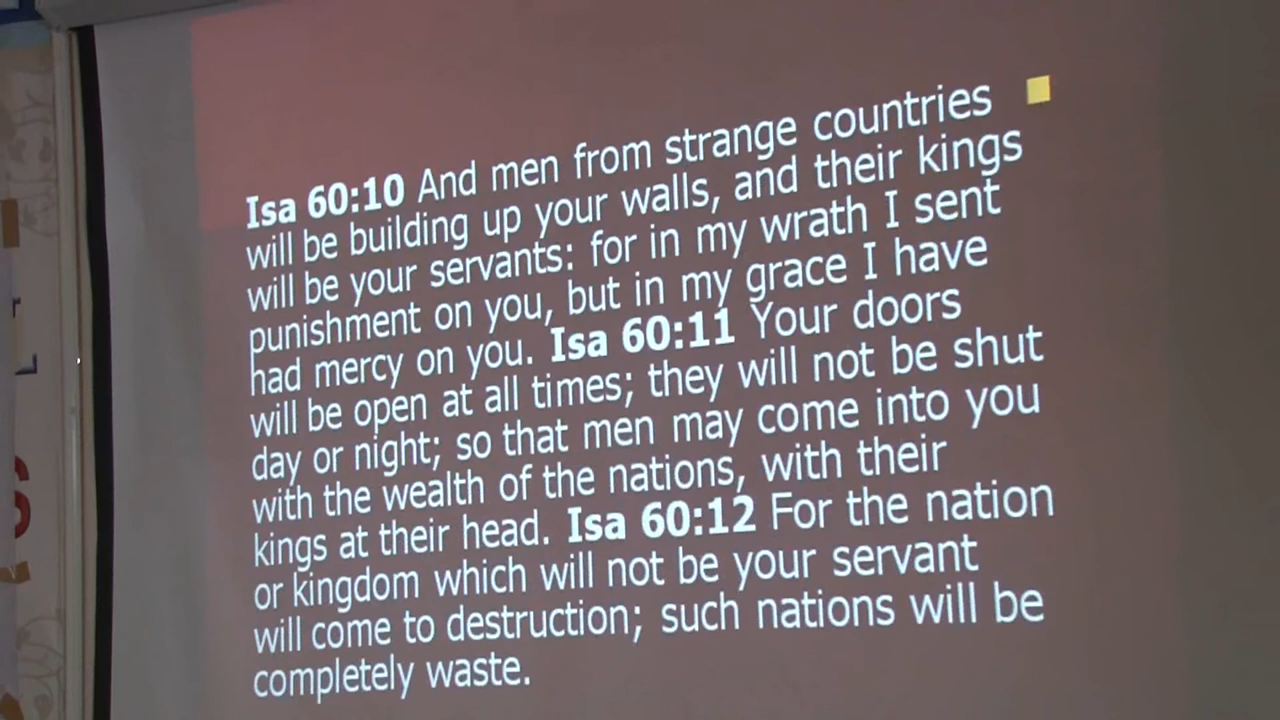 Isa 60:10 And men from strange countries
will be building up your walls, and their kings
will be your servants: for in my wrath I sent
punishment on you, but in my grace I have
had mercy on you. Isa 60:11 Your doors
will be open at all times; they will not be shut
day or night; so that men may come into you
with the wealth of the nations, with their
kings at their head. Isa 60:12 For the nation
or kingdom which will not be your servant
will come to destruction; such nations will be
completely waste.